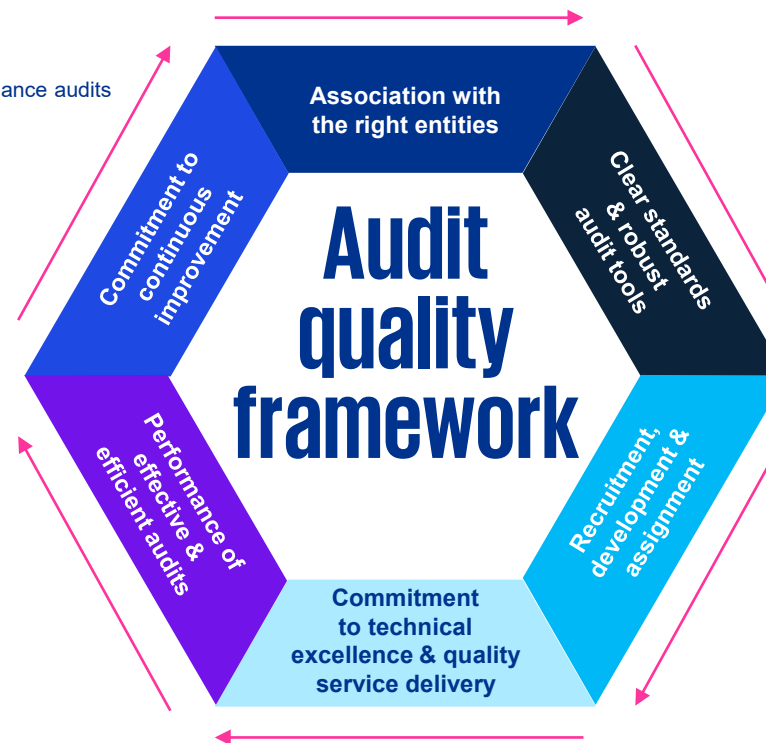 ance audits
Association with
the right entities
Clear standards
& robust
audit tools
Recruitment,
development &
assignment
Commitment
to technical
excellence & quality
service delivery
Performance of
effective &
efficient audits
Commitment to
continuous
improvement
Audit
quality
framework